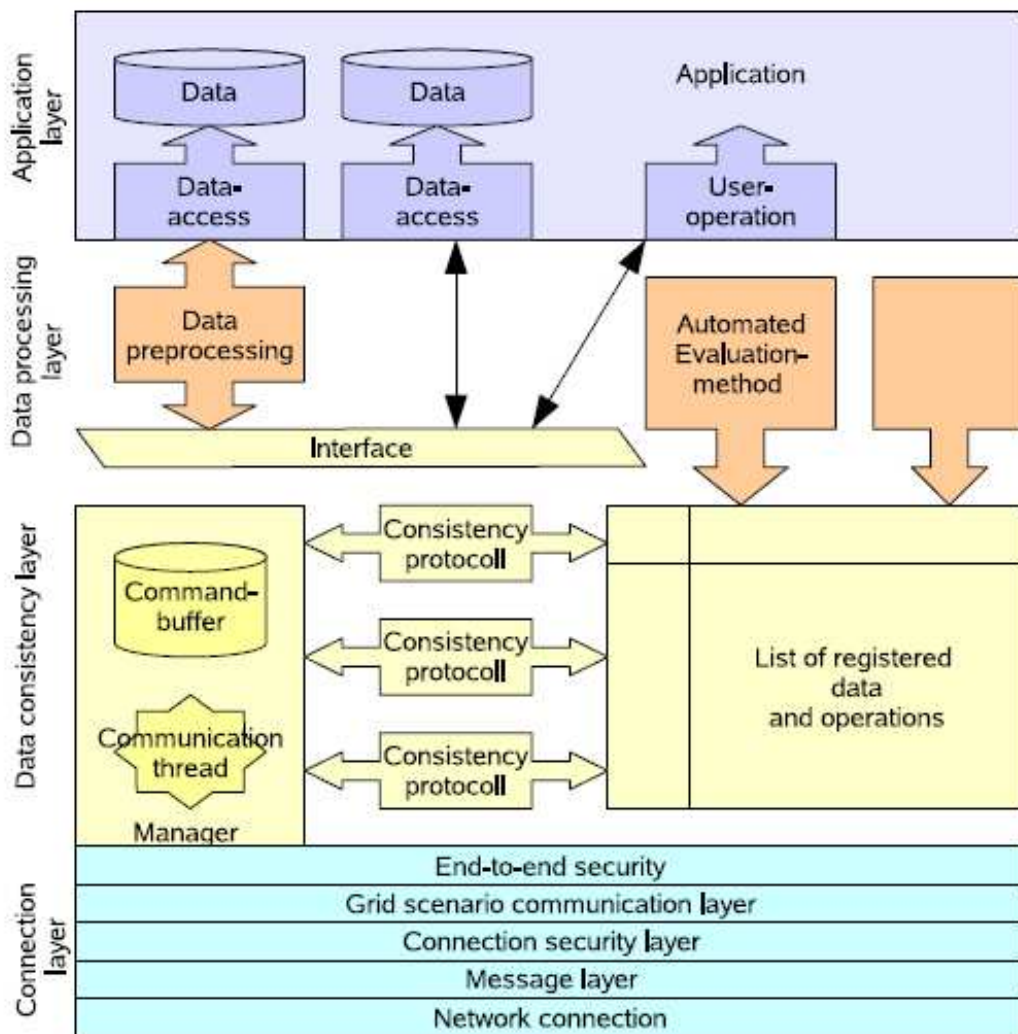 Application
layer
Data
Data
Application
Data-
access
Data-
access
User-
operation
Data processing
layer
Data
preprocessing
Automated
Evaluation-
method
Interface
Data consistency layer
Command-
buffer
Communication
thread
Manager
Consistency
protocoll
Consistency
protocoll
Consistency
protocoll
List of registered
data
and operations
Connection
layer
End-to-end security
Grid scenario communication layer
Connection security layer
Message layer
Network connection